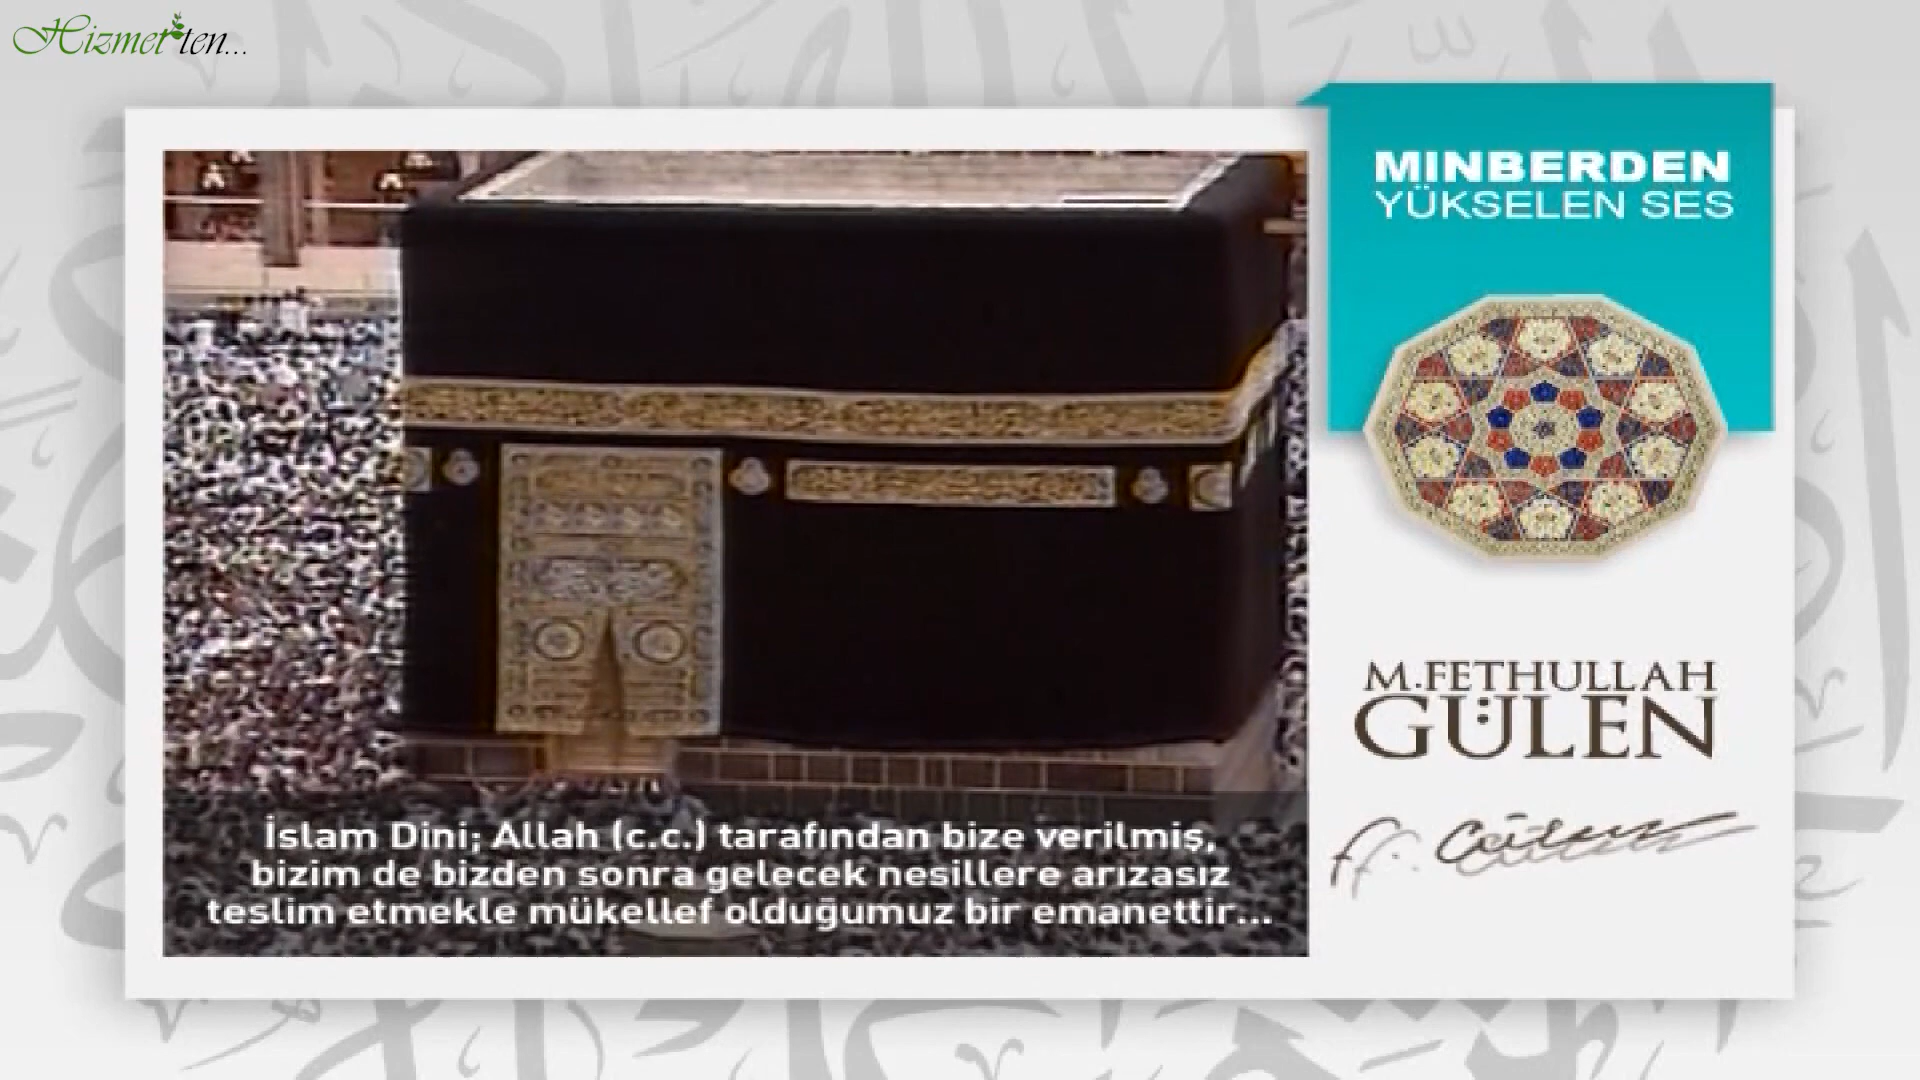 Hizmet'ten...
MINBERDEN
YÜKSELEN SES
M.FETHULLAH
GÜLEN
İslam Dini; Allah (c.c.) tarafından bize verilmiş,
bizim de bizden sonra gelecek nesillere arızasız
teslim etmekle mükellef olduğumuz bir emanettir...